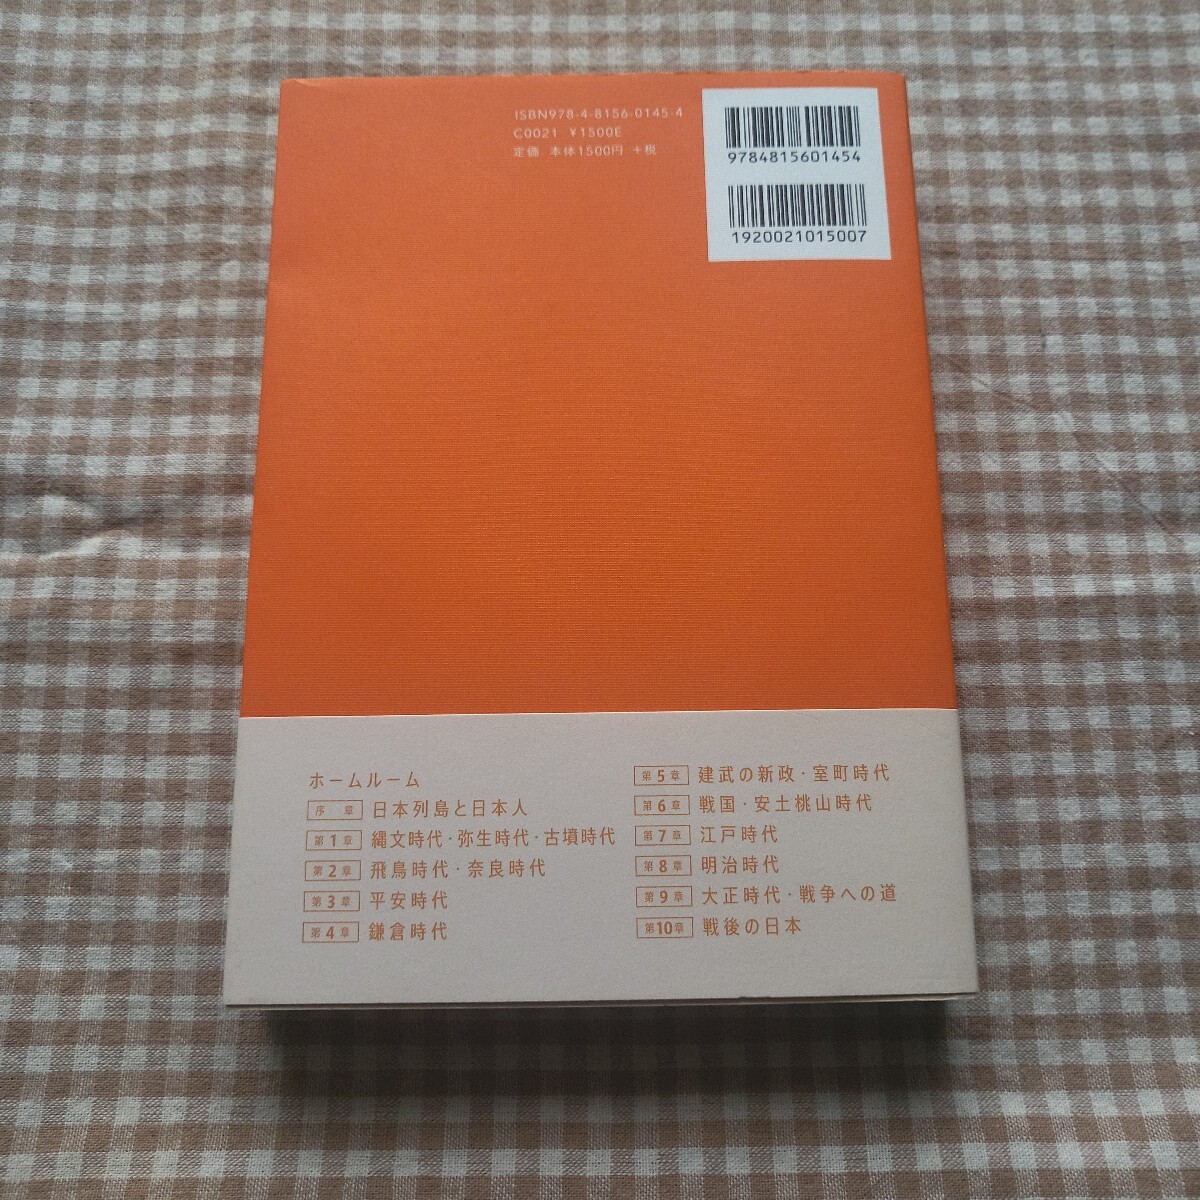 ISBN978-4-8156-0145-4
C0021 ¥1500E
定価 本体1500円 +税
9784815601454
1920021015007
ホームルーム
序 章 日本列島と日本人
第1章 縄文時代・弥生時代・古墳時代
第2章 飛鳥時代・奈良時代
第3章 平安時代
第4章 鎌倉時代
第5章 建武の新政・室町時代
第6章 戦国・安土桃山時代
第7章 江戸時代
第8章 明治時代
第9章 大正時代・戦争への道
第10章 戦後の日本